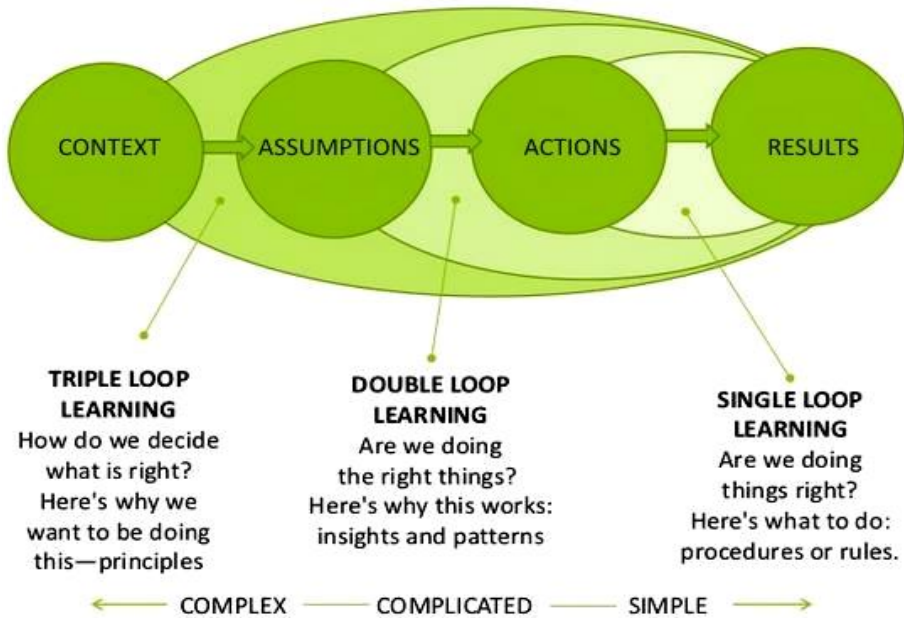 CONTEXT
ASSUMPTIONS
ACTIONS
RESULTS
TRIPLE LOOP
LEARNING
How do we decide
what is right?
Here's why we
want to be doing
this—principles
DOUBLE LOOP
LEARNING
Are we doing
the right things?
Here's why this works:
insights and patterns
SINGLE LOOP
LEARNING
Are we doing
things right?
Here's what to do:
procedures or rules.
COMPLEX
COMPLICATED
SIMPLE